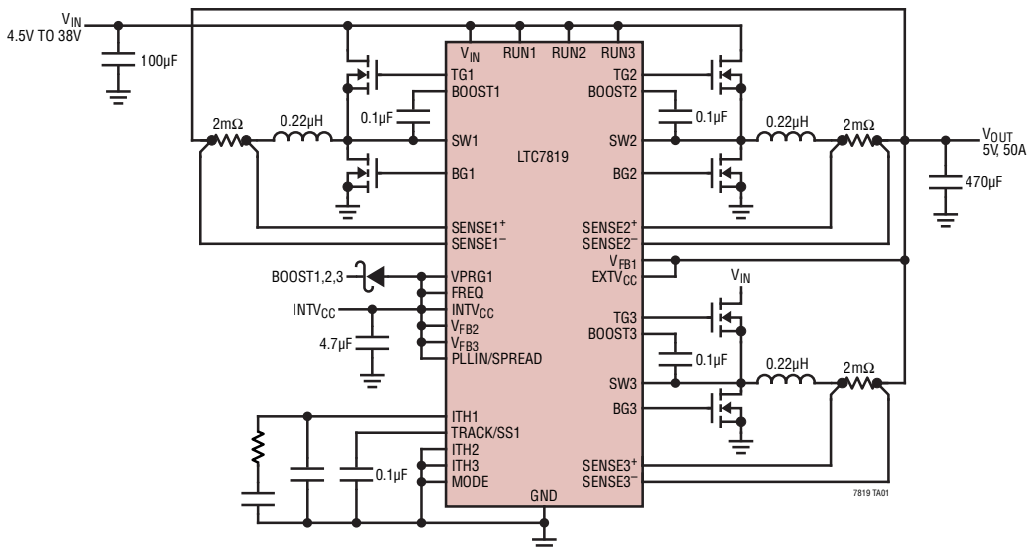 VIN
4.5V TO 38V
100µF
VIN
RUN1
RUN2
RUN3
TG1
BOOST1
0.1µF
2mΩ
0.22µH
SW1
BG1
LTC7819
TG2
BOOST2
0.1µF
0.22µH
2mΩ
SW2
BG2
VOUT
5V, 50A
470µF
SENSE1+
SENSE1–
SENSE2+
SENSE2–
VFB1
EXTVCC
BOOST1,2,3
VPRG1
FREQ
INTVCC
INTVCC
VFB2
VFB3
PLLIN/SPREAD
4.7µF
VIN
TG3
BOOST3
0.1µF
0.22µH
2mΩ
SW3
BG3
ITH1
TRACK/SS1
ITH2
ITH3
MODE
0.1µF
SENSE3+
SENSE3–
GND
7819 TA01